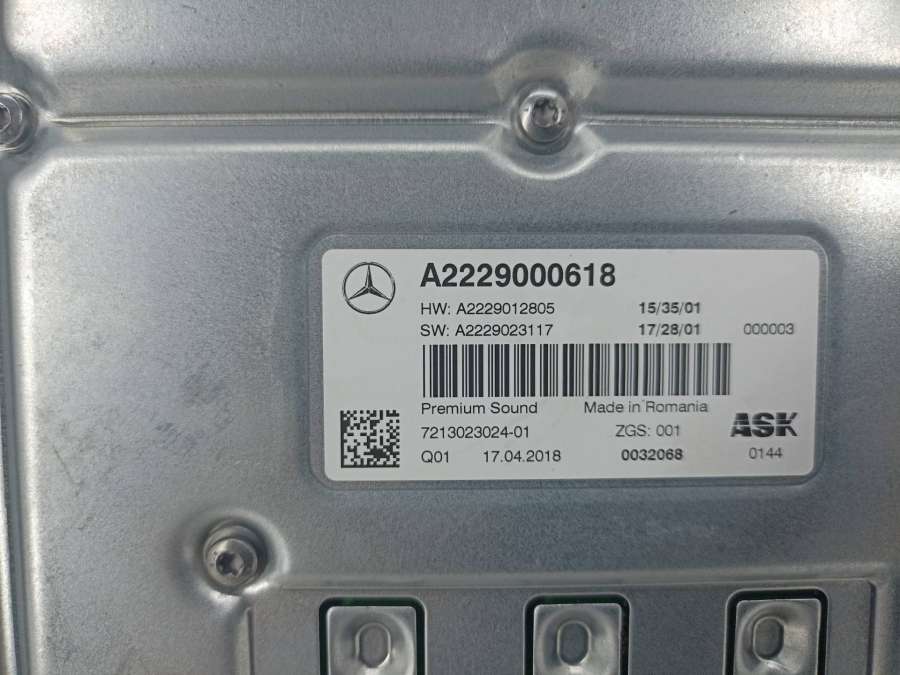 A2229000618
HW: A2229012805 15/35/01
SW: A2229023117 17/28/01 000003
Premium Sound Made in Romania
7213023024-01 ZGS: 001 ASK
Q01 17.04.2018 0032068 0144